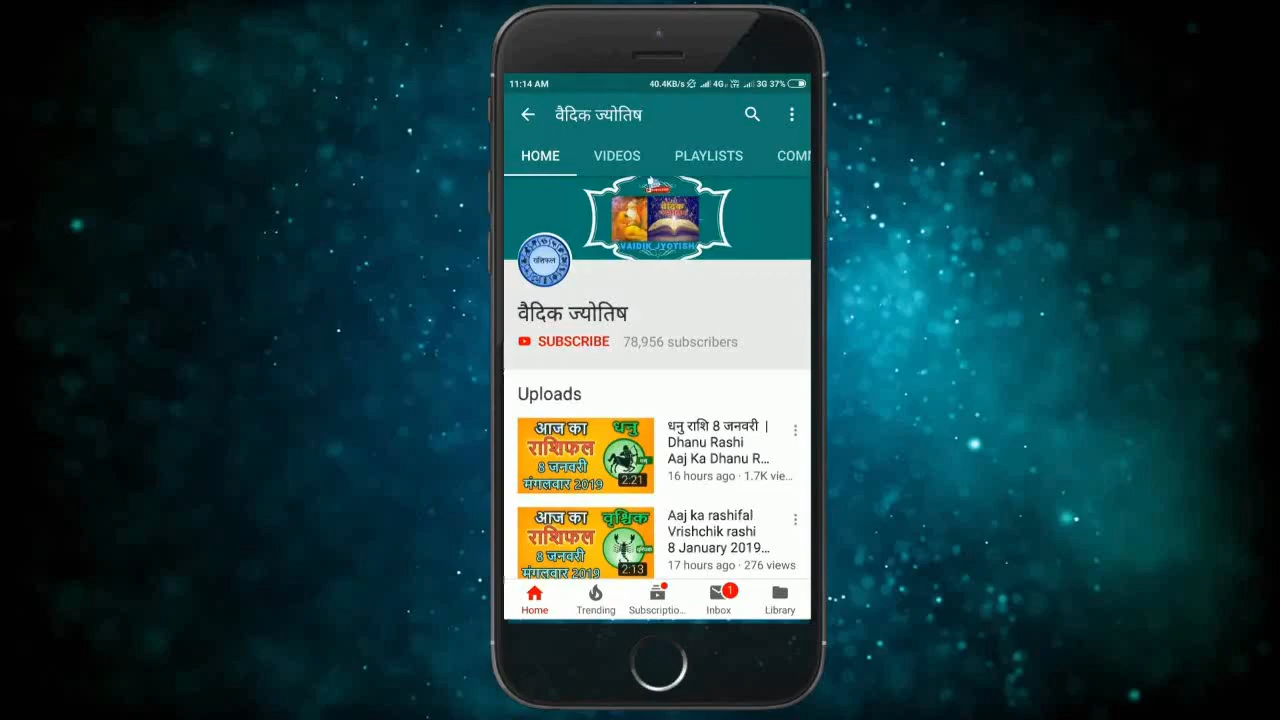 11:14 AM
40.4KB/s 4G VoLTE 3G 37%
वैदिक ज्योतिष
HOME VIDEOS PLAYLISTS COM
वैदिक
VAIDIK JYOTISH
राशिफल
वैदिक ज्योतिष
SUBSCRIBE 78,956 subscribers
Uploads
आज का धनु
राशिफल
8 जनवरी
मंगलवार 2019
2:21
धनु राशि 8 जनवरी |
Dhanu Rashi
Aaj Ka Dhanu R...
16 hours ago · 1.7K vie...
आज का वृश्चिक
राशिफल
8 जनवरी
मंगलवार 2019
2:13
Aaj ka rashifal
Vrishchik rashi
8 January 2019...
17 hours ago · 276 views
Home Trending Subscriptio... Inbox 1 Library